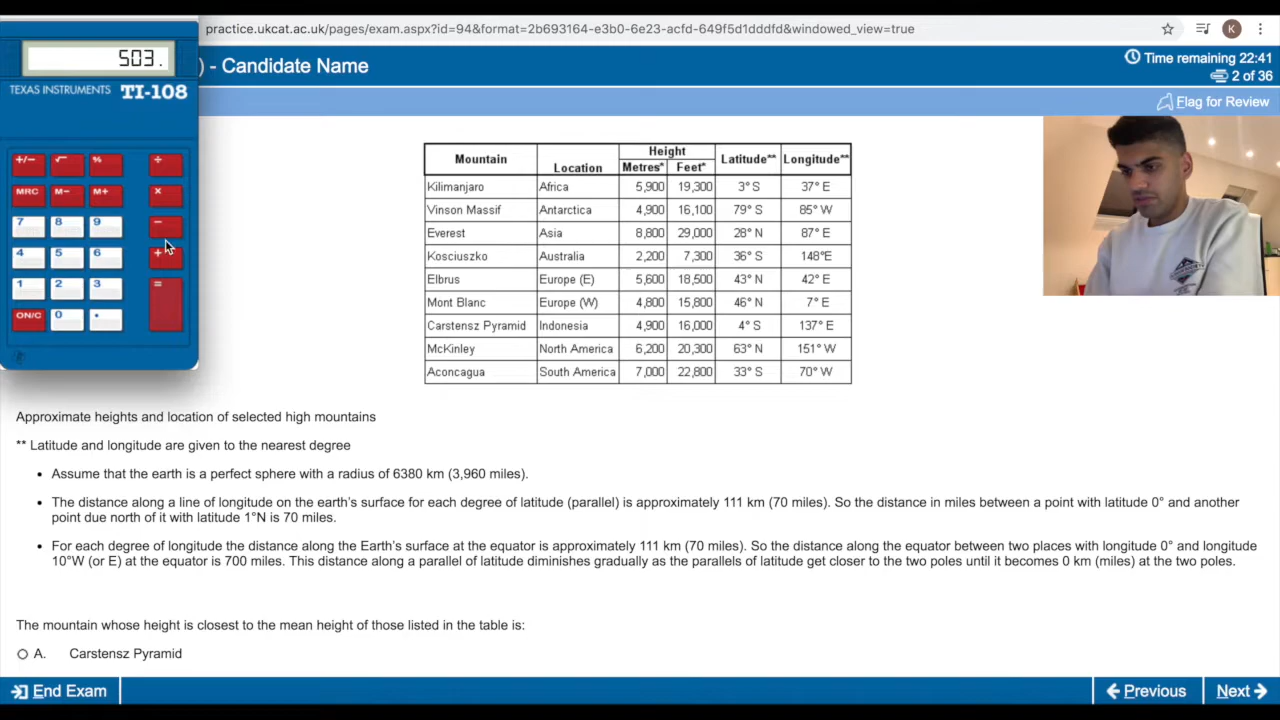 practice.ukcat.ac.uk/pages/exam.aspx?id=94&format=2b693164-e3b0-6e23-acfd-649f5d1dddfd&windowed_view=true
K
503.
TEXAS INSTRUMENTS TI-108
) - Candidate Name
Time remaining 22:41
2 of 36
Flag for Review
+/- √ % ÷
MRC M− M+ ×
7 8 9 −
4 5 6 +
1 2 3 =
ON/C 0 .
Mountain Location Height Latitude** Longitude**
Metres* Feet*
Kilimanjaro Africa 5,900 19,300 3° S 37° E
Vinson Massif Antarctica 4,900 16,100 79° S 85° W
Everest Asia 8,800 29,000 28° N 87° E
Kosciuszko Australia 2,200 7,300 36° S 148°E
Elbrus Europe (E) 5,600 18,500 43° N 42° E
Mont Blanc Europe (W) 4,800 15,800 46° N 7° E
Carstensz Pyramid Indonesia 4,900 16,000 4° S 137° E
McKinley North America 6,200 20,300 63° N 151° W
Aconcagua South America 7,000 22,800 33° S 70° W
Approximate heights and location of selected high mountains
** Latitude and longitude are given to the nearest degree
• Assume that the earth is a perfect sphere with a radius of 6380 km (3,960 miles).
• The distance along a line of longitude on the earth's surface for each degree of latitude (parallel) is approximately 111 km (70 miles). So the distance in miles between a point with latitude 0° and another
point due north of it with latitude 1°N is 70 miles.
• For each degree of longitude the distance along the Earth's surface at the equator is approximately 111 km (70 miles). So the distance along the equator between two places with longitude 0° and longitude
10°W (or E) at the equator is 700 miles. This distance along a parallel of latitude diminishes gradually as the parallels of latitude get closer to the two poles until it becomes 0 km (miles) at the two poles.
The mountain whose height is closest to the mean height of those listed in the table is:
A. Carstensz Pyramid
End Exam
Previous
Next